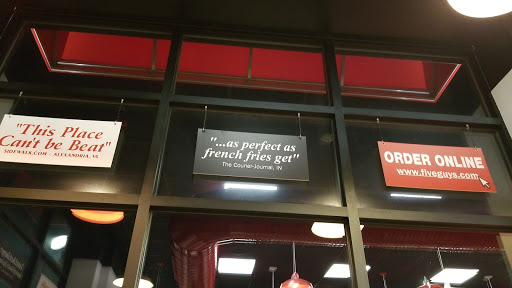 "This Place
Can't be Beat"
SIDEWALK.COM - ALEXANDRIA, VA
"...as perfect as
french fries get"
The Courier-Journal, IN
ORDER ONLINE
www.fiveguys.com